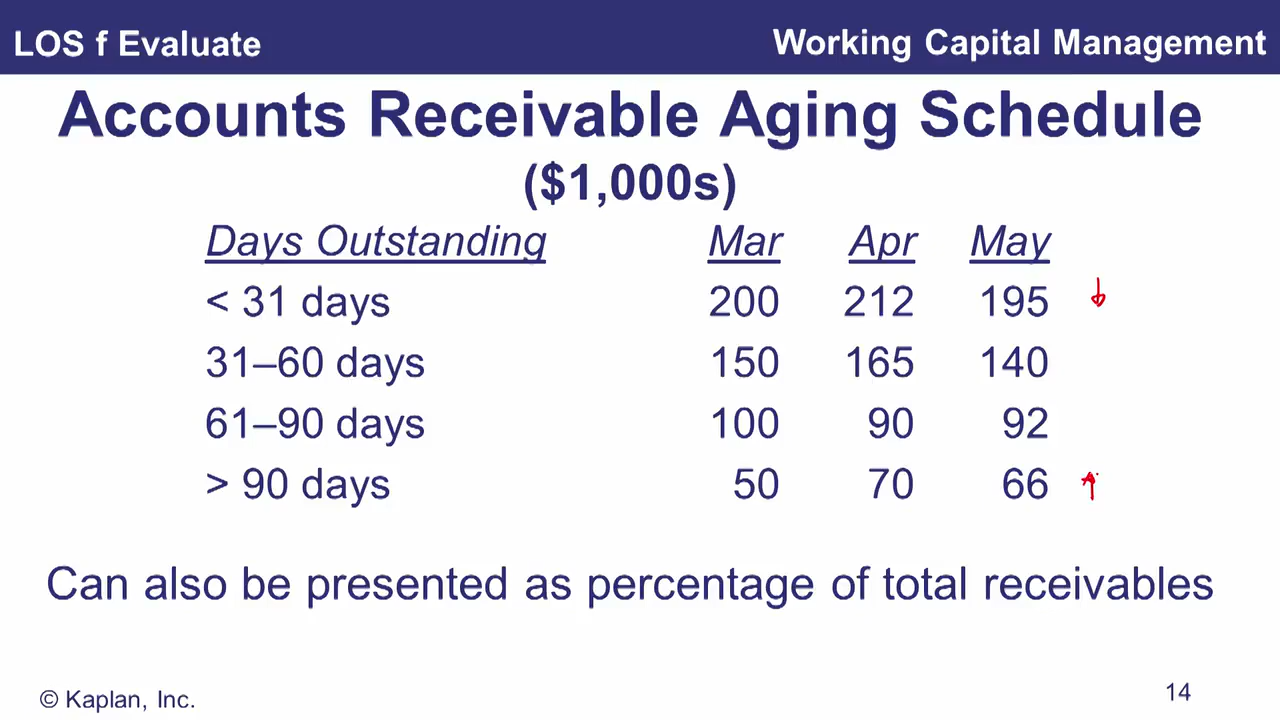 LOS f Evaluate Working Capital Management
Accounts Receivable Aging Schedule
($1,000s)
Days Outstanding Mar Apr May
< 31 days 200 212 195
31–60 days 150 165 140
61–90 days 100 90 92
> 90 days 50 70 66
Can also be presented as percentage of total receivables
© Kaplan, Inc. 14